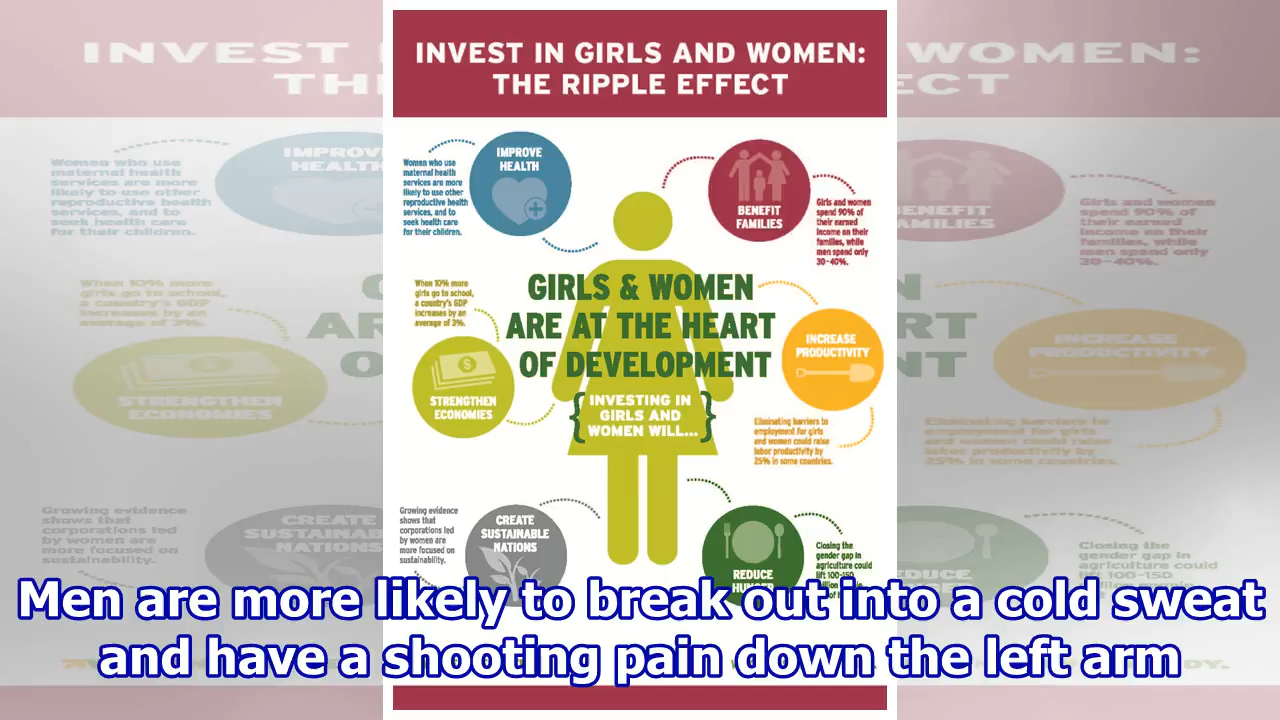 INVEST IN GIRLS AND WOMEN:
THE RIPPLE EFFECT
IMPROVE
HEALTH
Women who use
maternal health
services are more
likely to use other
reproductive health
services, and to
seek health care
for their children.
BENEFIT
FAMILIES
Girls and women
spend 90% of
their earned
income on their
families, while
men spend only
30-40%.
GIRLS & WOMEN
ARE AT THE HEART
OF DEVELOPMENT
{INVESTING IN
GIRLS AND
WOMEN WILL...}
When 10% more
girls go to school,
a country's GDP
increases by an
average of 3%.
STRENGTHEN
ECONOMIES
INCREASE
PRODUCTIVITY
Eliminating barriers to
employment for girls
and women could raise
labor productivity by
25% in some countries.
Growing evidence
shows that
corporations led
by women are
more focused on
sustainability.
CREATE
SUSTAINABLE
NATIONS
REDUCE
HUNGER
Closing the
gender gap in
agriculture could
lift 100-150
Men are more likely to break out into a cold sweat
and have a shooting pain down the left arm